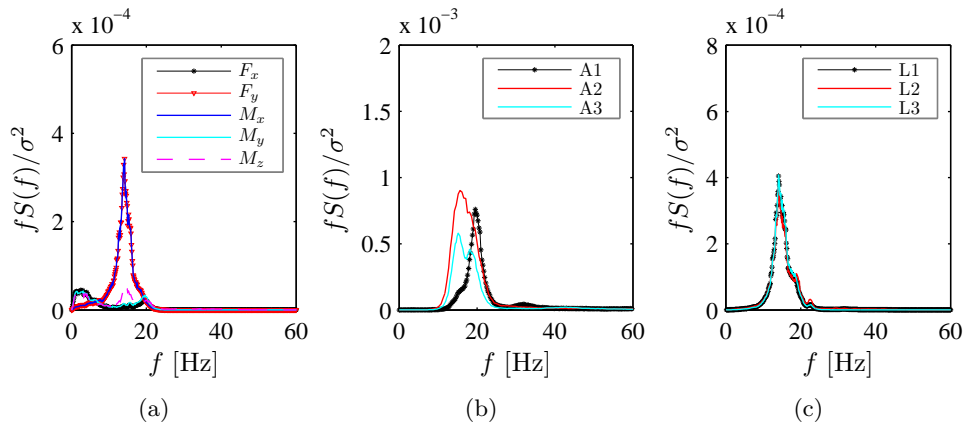 x 10⁻⁴
6
4
2
0
fS(f)/σ²
0 20 40 60
f [Hz]
F_x
F_y
M_x
M_y
M_z
(a)
x 10⁻³
2
1.5
1
0.5
0
fS(f)/σ²
0 20 40 60
f [Hz]
A1
A2
A3
(b)
x 10⁻⁴
8
6
4
2
0
fS(f)/σ²
0 20 40 60
f [Hz]
L1
L2
L3
(c)